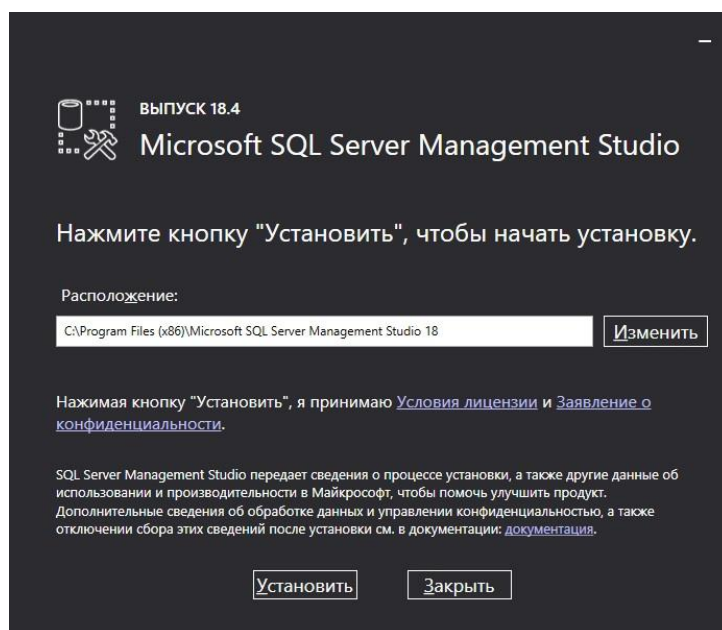 ВЫПУСК 18.4
Microsoft SQL Server Management Studio
Нажмите кнопку "Установить", чтобы начать установку.
Расположение:
C:\Program Files (x86)\Microsoft SQL Server Management Studio 18
Изменить
Нажимая кнопку "Установить", я принимаю Условия лицензии и Заявление о
конфиденциальности.
SQL Server Management Studio передает сведения о процессе установки, а также другие данные об
использовании и производительности в Майкрософт, чтобы помочь улучшить продукт.
Дополнительные сведения об обработке данных и управлении конфиденциальностью, а также
отключении сбора этих сведений после установки см. в документации: документация.
Установить
Закрыть